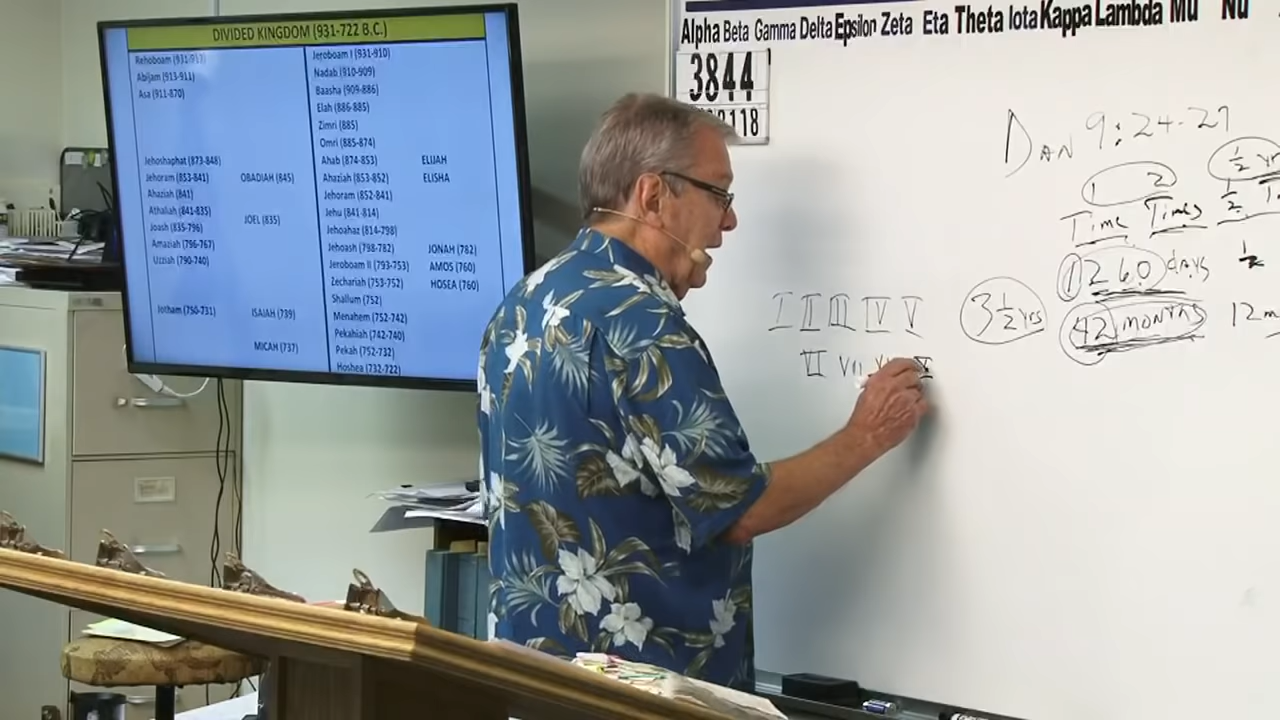 DIVIDED KINGDOM (931-722 B.C.)
Rehoboam (931-913)
Abijam (913-911)
Asa (911-870)
Jehoshaphat (873-848)
Jehoram (853-841)
Ahaziah (841)
Athaliah (841-835)
Joash (835-796)
Amaziah (796-767)
Uzziah (790-740)
Jotham (750-731)
OBADIAH (845)
JOEL (835)
ISAIAH (739)
MICAH (737)
Jeroboam I (931-910)
Nadab (910-909)
Baasha (909-886)
Elah (886-885)
Zimri (885)
Omri (885-874)
Ahab (874-853)
Ahaziah (853-852)
Jehoram (852-841)
Jehu (841-814)
Jehoahaz (814-798)
Jehoash (798-782)
Jeroboam II (793-753)
Zechariah (753-752)
Shallum (752)
Menahem (752-742)
Pekahiah (742-740)
Pekah (752-732)
Hoshea (732-722)
ELIJAH
ELISHA
JONAH (782)
AMOS (760)
HOSEA (760)
Alpha Beta Gamma Delta Epsilon Zeta Eta Theta Iota Kappa Lambda Mu Nu
3844
118
DAN 9:24-27
1 2 1/2
TIME TIMES 1/2
1260 days 1/2
3 1/2 yrs 42 MONTHS 12
I II III IV V
VI VII